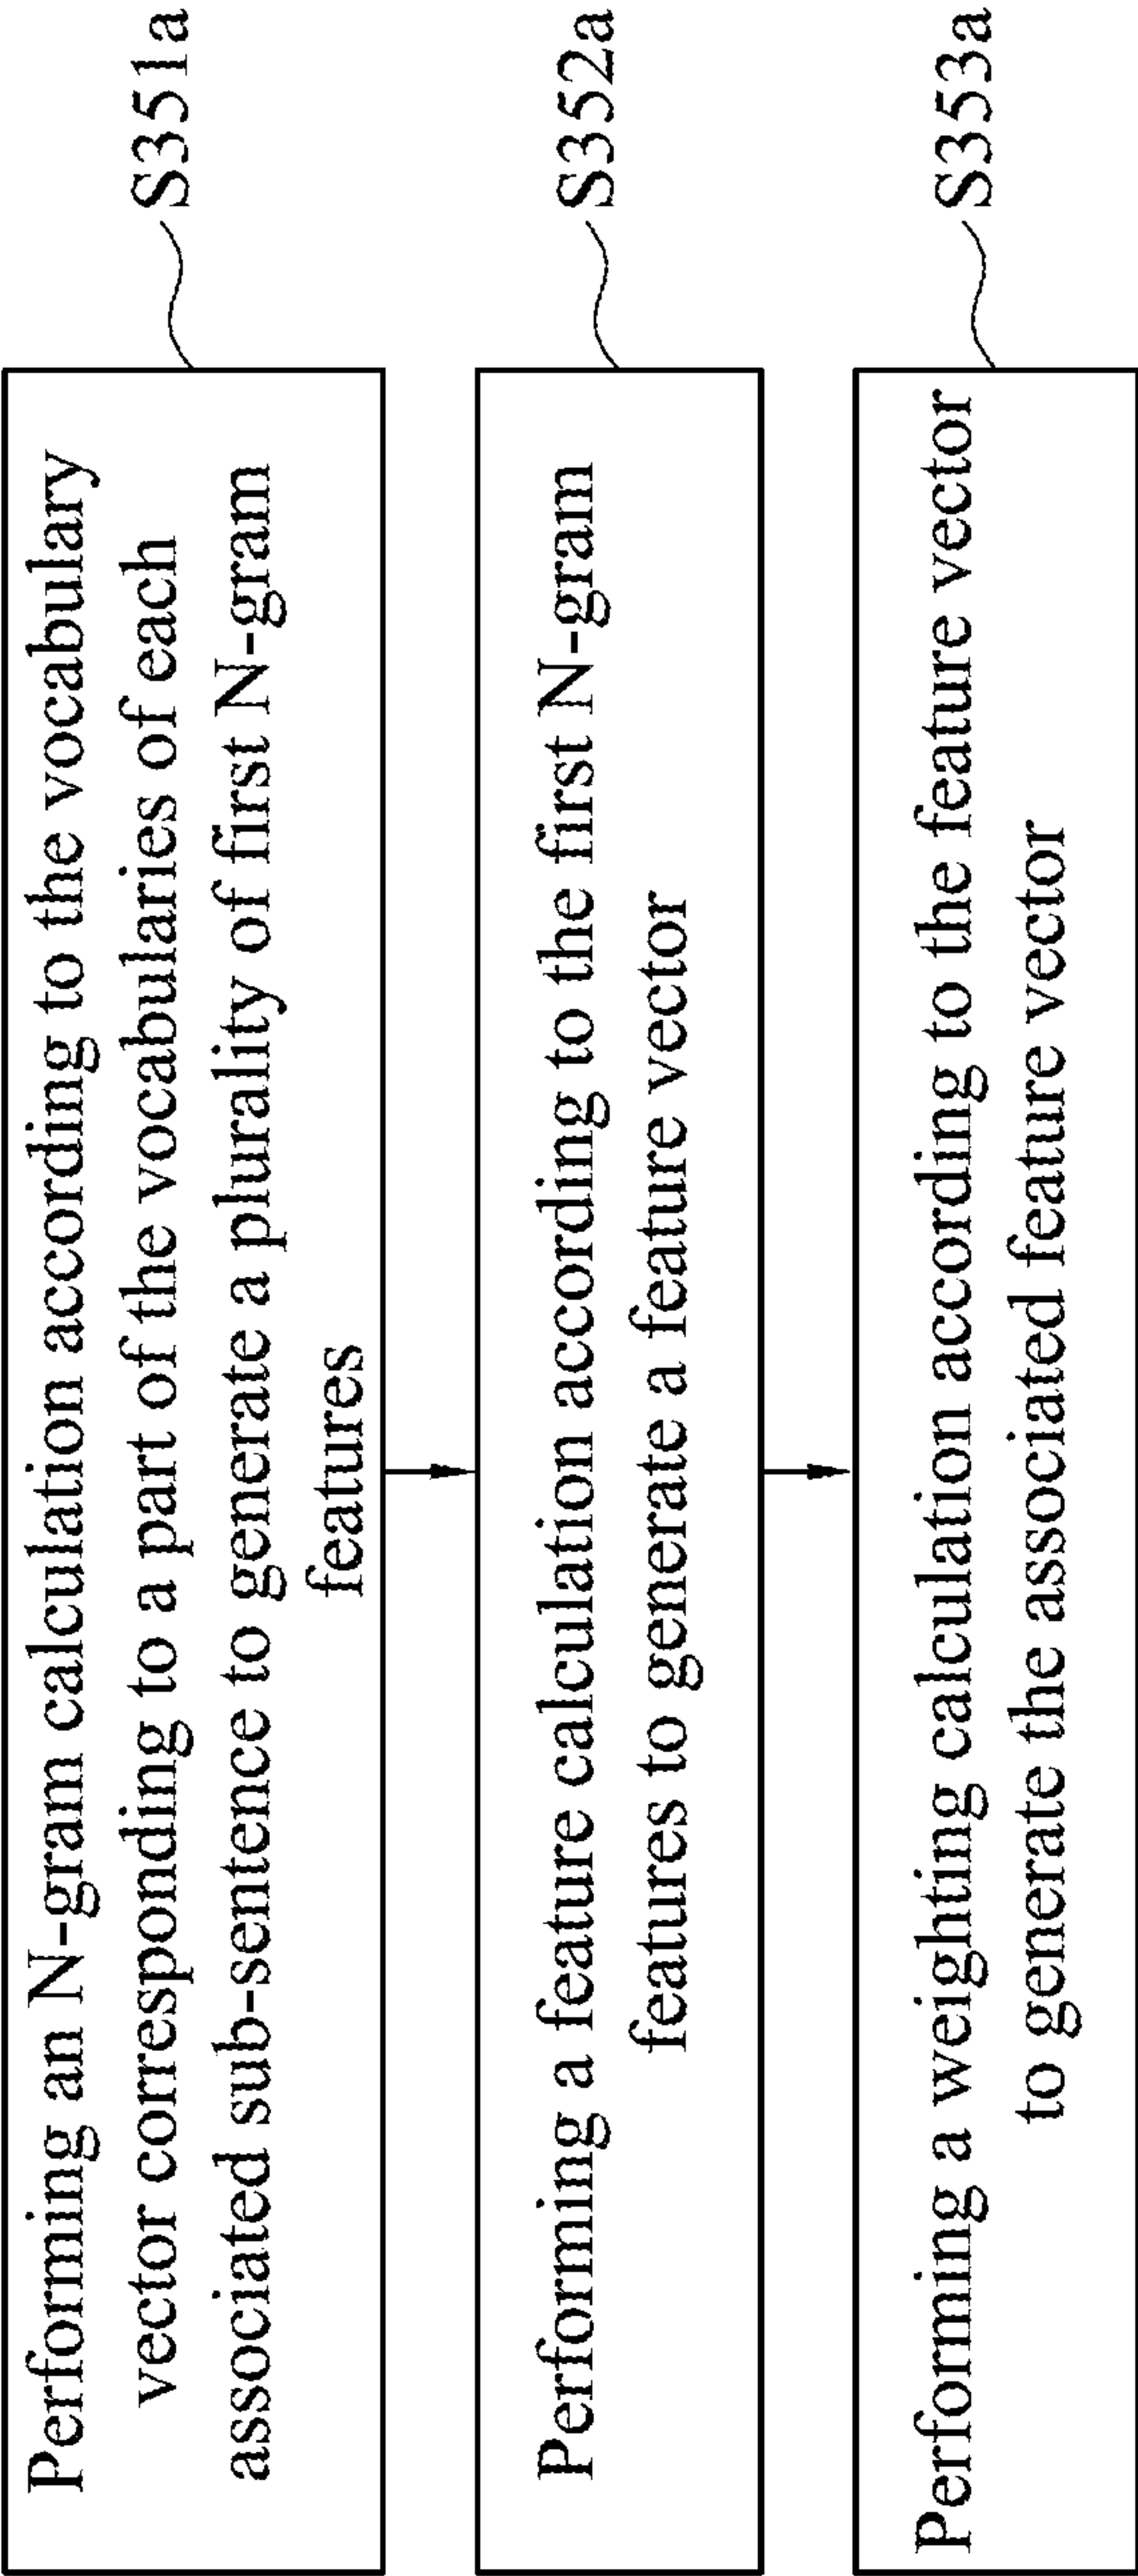 Performing an N-gram calculation according to the vocabulary
vector corresponding to a part of the vocabularies of each
associated sub-sentence to generate a plurality of first N-gram
features
S351a
Performing a feature calculation according to the first N-gram
features to generate a feature vector
S352a
Performing a weighting calculation according to the feature vector
to generate the associated feature vector
S353a